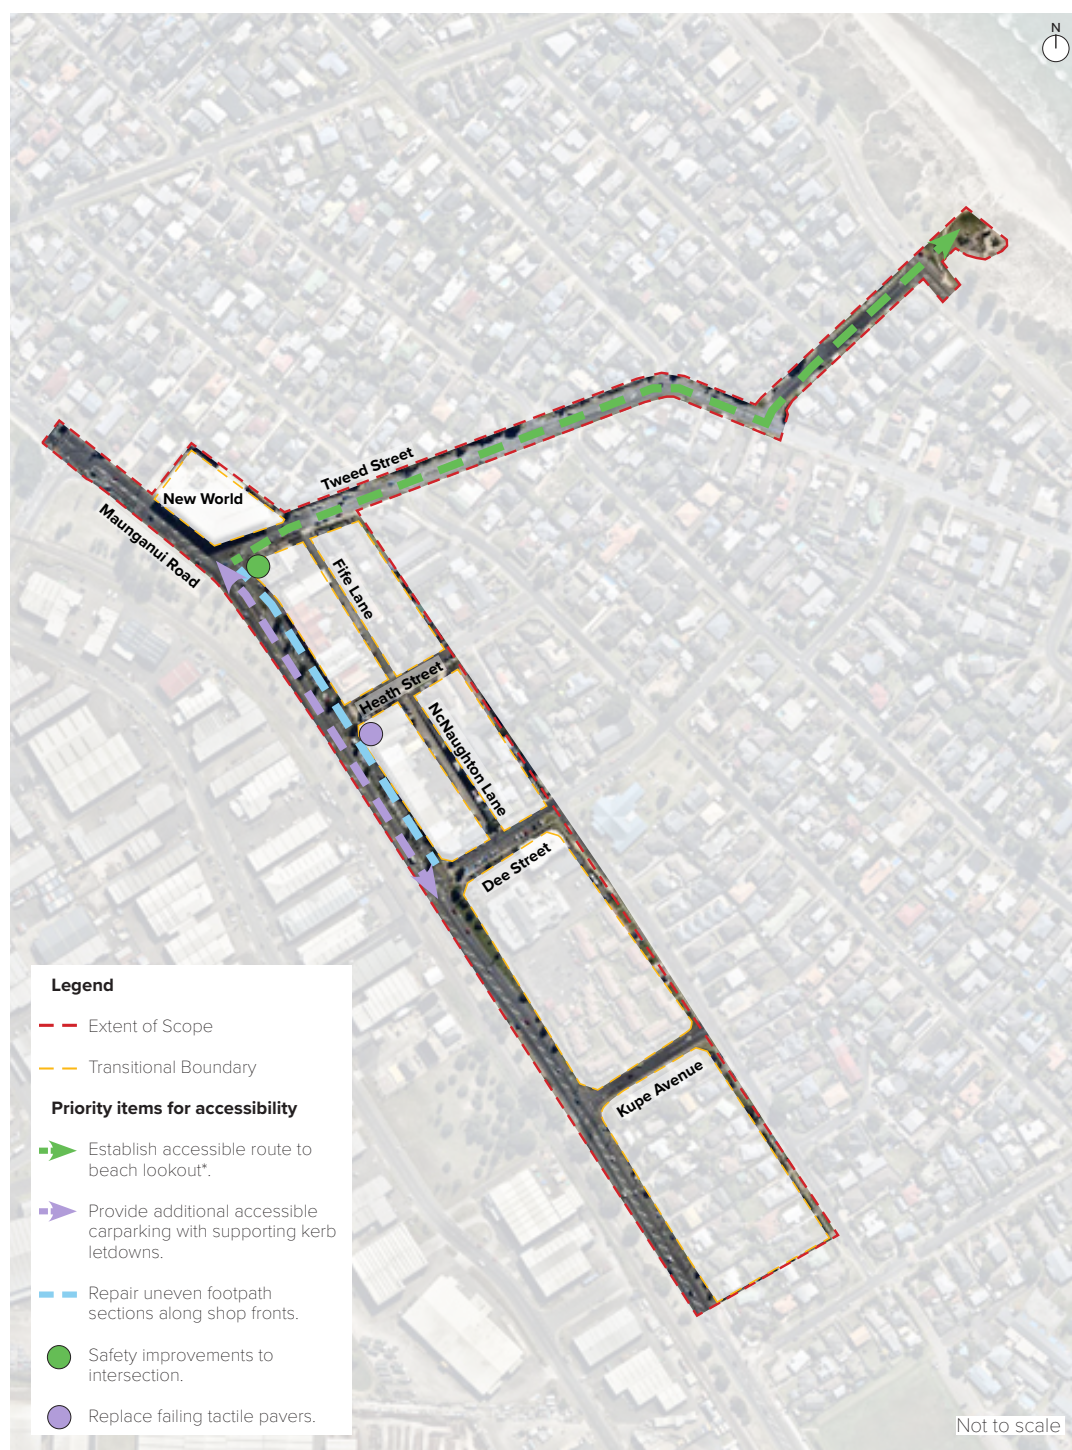 N
Tweed Street
New World
Maunganui Road
Fife Lane
Heath Street
NcNaughton Lane
Dee Street
Kupe Avenue
Legend
Extent of Scope
Transitional Boundary
Priority items for accessibility
Establish accessible route to
beach lookout*.
Provide additional accessible
carparking with supporting kerb
letdowns.
Repair uneven footpath
sections along shop fronts.
Safety improvements to
intersection.
Replace failing tactile pavers.
Not to scale